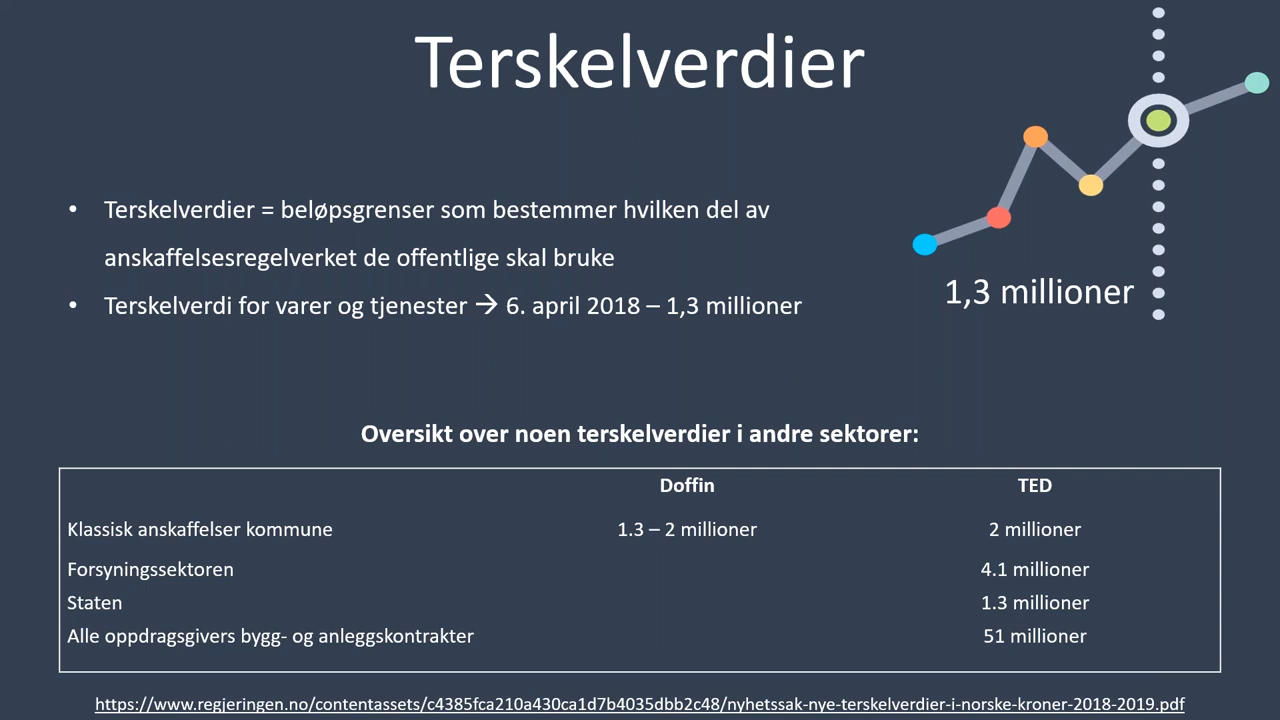 Terskelverdier
• Terskelverdier = beløpsgrenser som bestemmer hvilken del av
anskaffelsesregelverket de offentlige skal bruke
• Terskelverdi for varer og tjenester → 6. april 2018 – 1,3 millioner
1,3 millioner
Oversikt over noen terskelverdier i andre sektorer:
Doffin TED
Klassisk anskaffelser kommune 1.3 – 2 millioner 2 millioner
Forsyningssektoren 4.1 millioner
Staten 1.3 millioner
Alle oppdragsgivers bygg- og anleggskontrakter 51 millioner
https://www.regjeringen.no/contentassets/c4385fca210a430ca1d7b4035dbb2c48/nyhetssak-nye-terskelverdier-i-norske-kroner-2018-2019.pdf